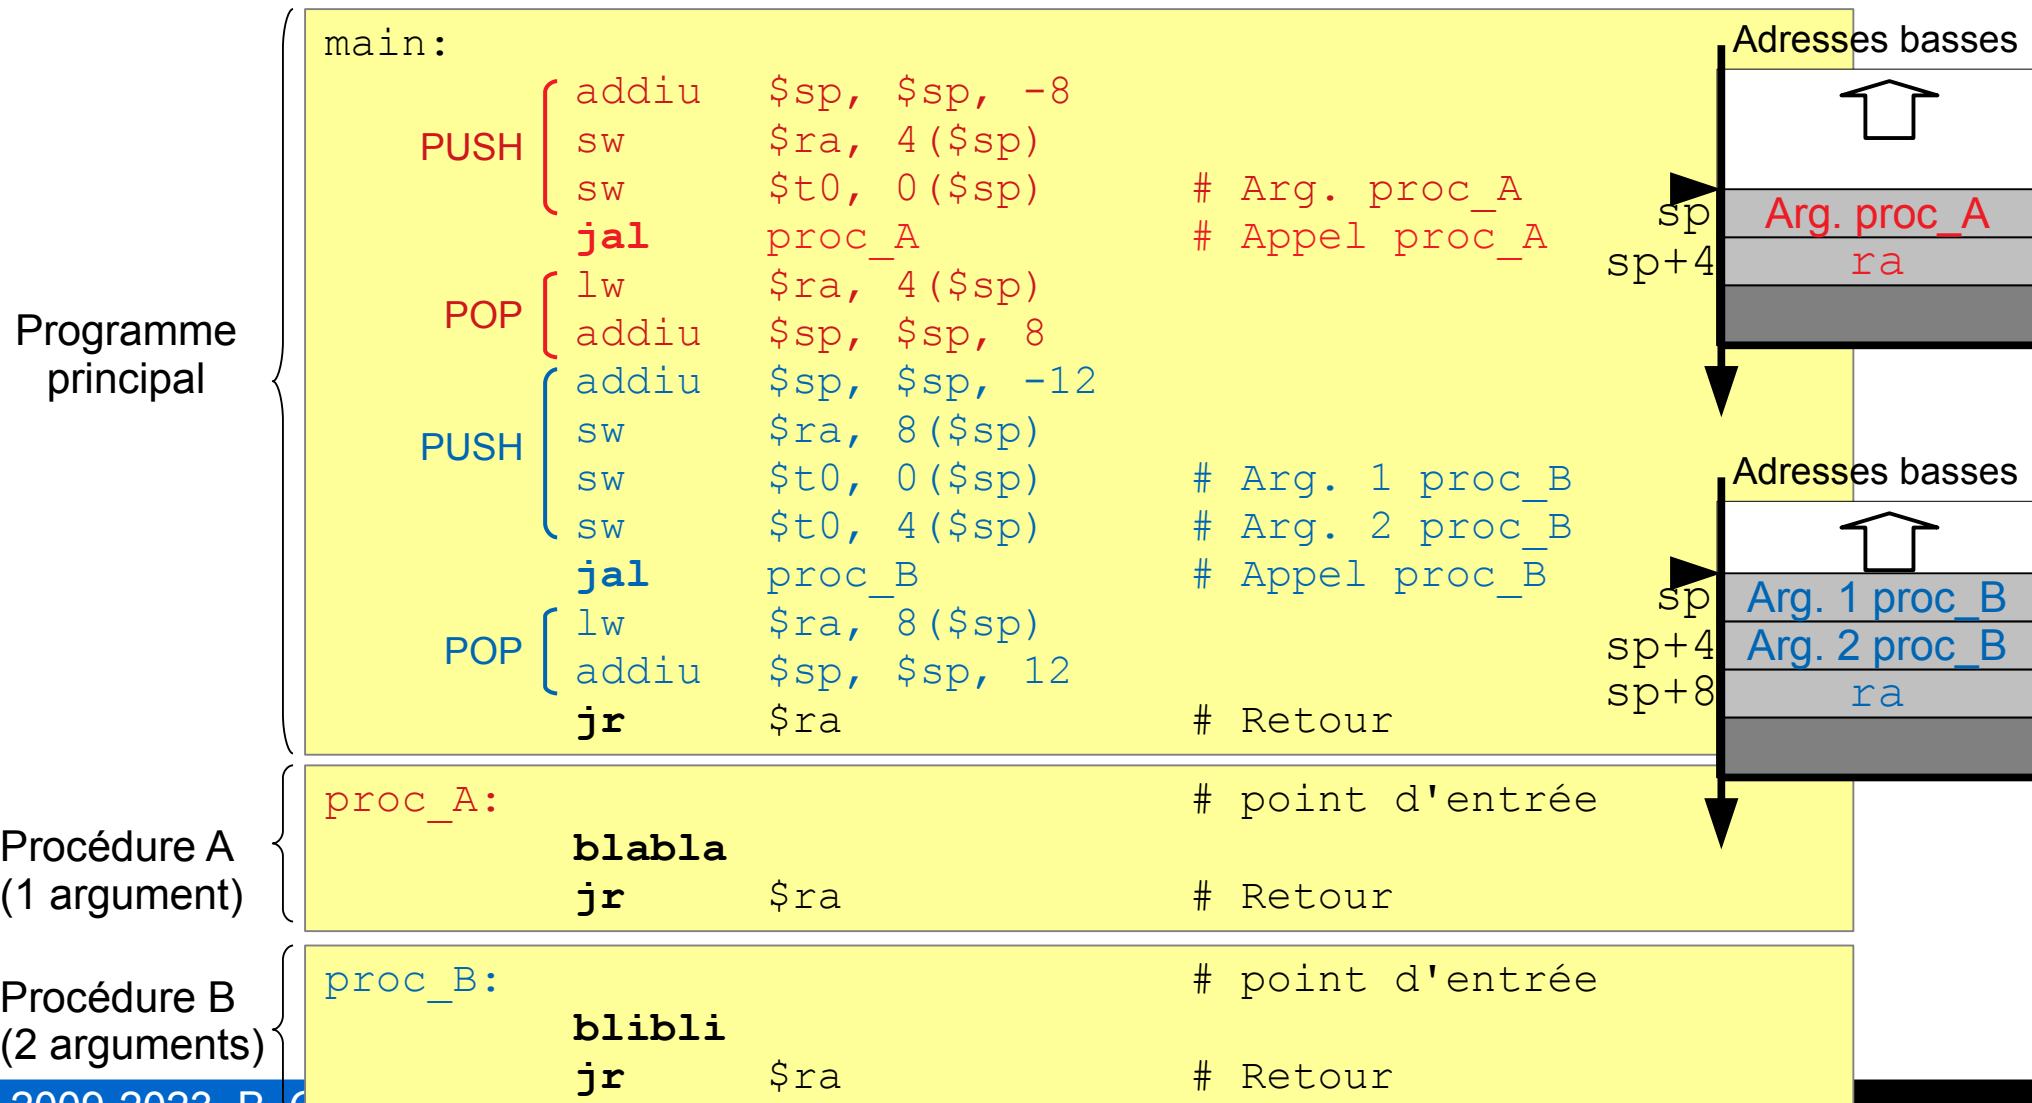 main:
addiu $sp, $sp, -8
PUSH
sw $ra, 4($sp)
sw $t0, 0($sp) # Arg. proc_A
jal proc_A # Appel proc_A
lw $ra, 4($sp)
POP
addiu $sp, $sp, 8
addiu $sp, $sp, -12
sw $ra, 8($sp)
PUSH
sw $t0, 0($sp) # Arg. 1 proc_B
sw $t0, 4($sp) # Arg. 2 proc_B
jal proc_B # Appel proc_B
lw $ra, 8($sp)
POP
addiu $sp, $sp, 12
jr $ra # Retour
Programme
principal
Adresses basses
sp Arg. proc_A
sp+4 ra
Adresses basses
sp Arg. 1 proc_B
sp+4 Arg. 2 proc_B
sp+8 ra
proc_A: # point d'entrée
blabla
jr $ra # Retour
Procédure A
(1 argument)
proc_B: # point d'entrée
blibli
jr $ra # Retour
Procédure B
(2 arguments)
2009-2023, B.